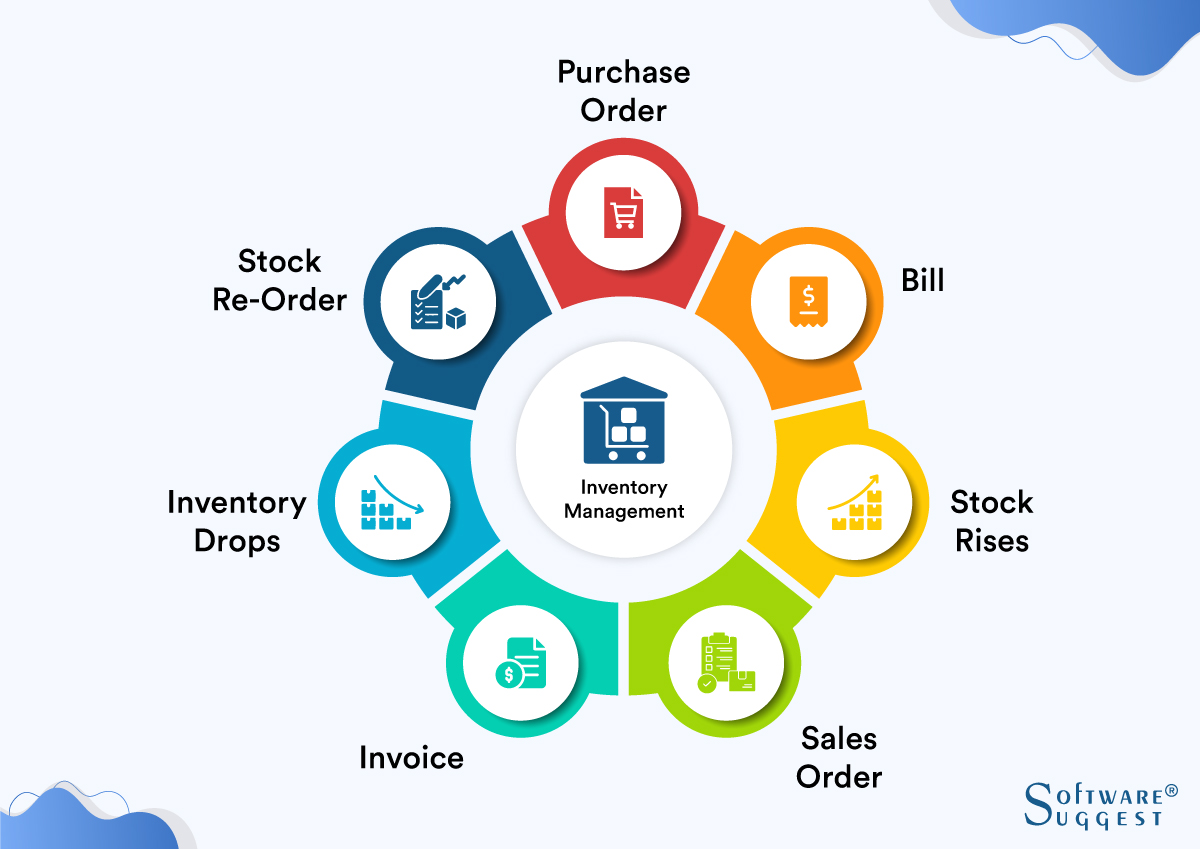 Purchase
Order
Bill
Stock
Rises
Sales
Order
Invoice
Inventory
Drops
Stock
Re-Order
Inventory
Management
$
$
SOFTWARE®
SUGGEST